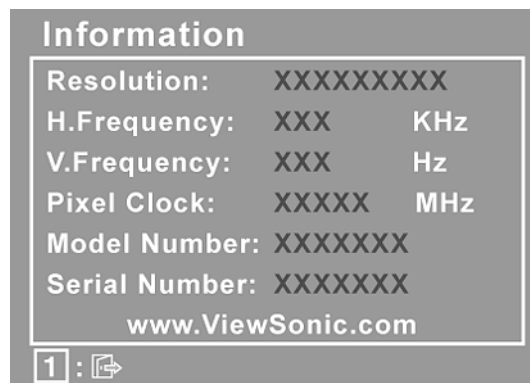 Information
Resolution: XXXXXXXXX
H.Frequency: XXX KHz
V.Frequency: XXX Hz
Pixel Clock: XXXXX MHz
Model Number: XXXXXXX
Serial Number: XXXXXXX
www.ViewSonic.com
1 :